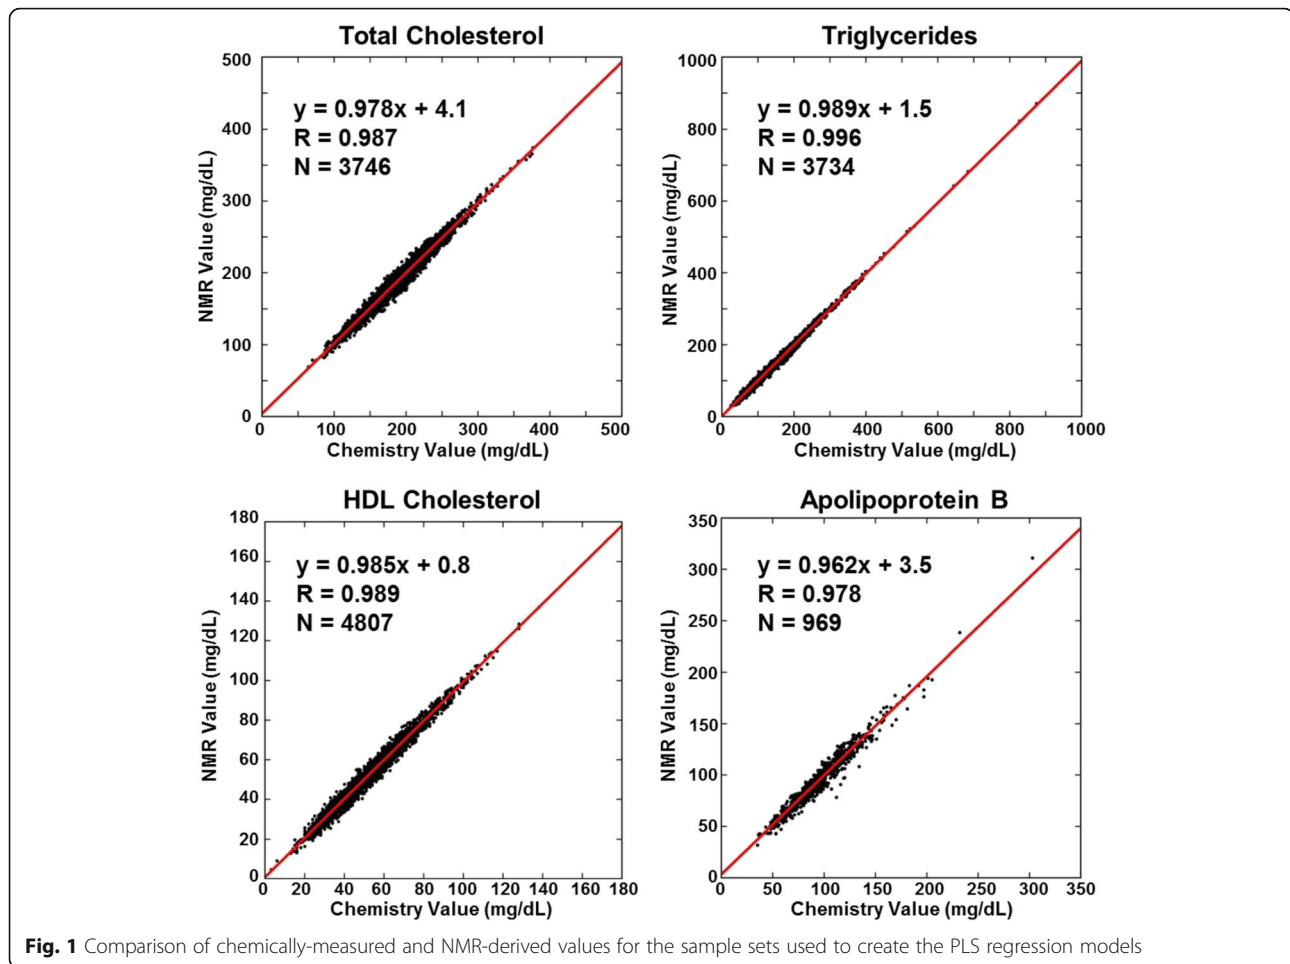 Total Cholesterol
y = 0.978x + 4.1
R = 0.987
N = 3746
NMR Value (mg/dL)
500
400
300
200
100
0
0 100 200 300 400 500
Chemistry Value (mg/dL)
Triglycerides
y = 0.989x + 1.5
R = 0.996
N = 3734
NMR Value (mg/dL)
1000
800
600
400
200
0
0 200 400 600 800 1000
Chemistry Value (mg/dL)
HDL Cholesterol
y = 0.985x + 0.8
R = 0.989
N = 4807
NMR Value (mg/dL)
180
160
140
120
100
80
60
40
20
0
0 20 40 60 80 100 120 140 160 180
Chemistry Value (mg/dL)
Apolipoprotein B
y = 0.962x + 3.5
R = 0.978
N = 969
NMR Value (mg/dL)
350
300
250
200
150
100
50
0
0 50 100 150 200 250 300 350
Chemistry Value (mg/dL)
Fig. 1 Comparison of chemically-measured and NMR-derived values for the sample sets used to create the PLS regression models